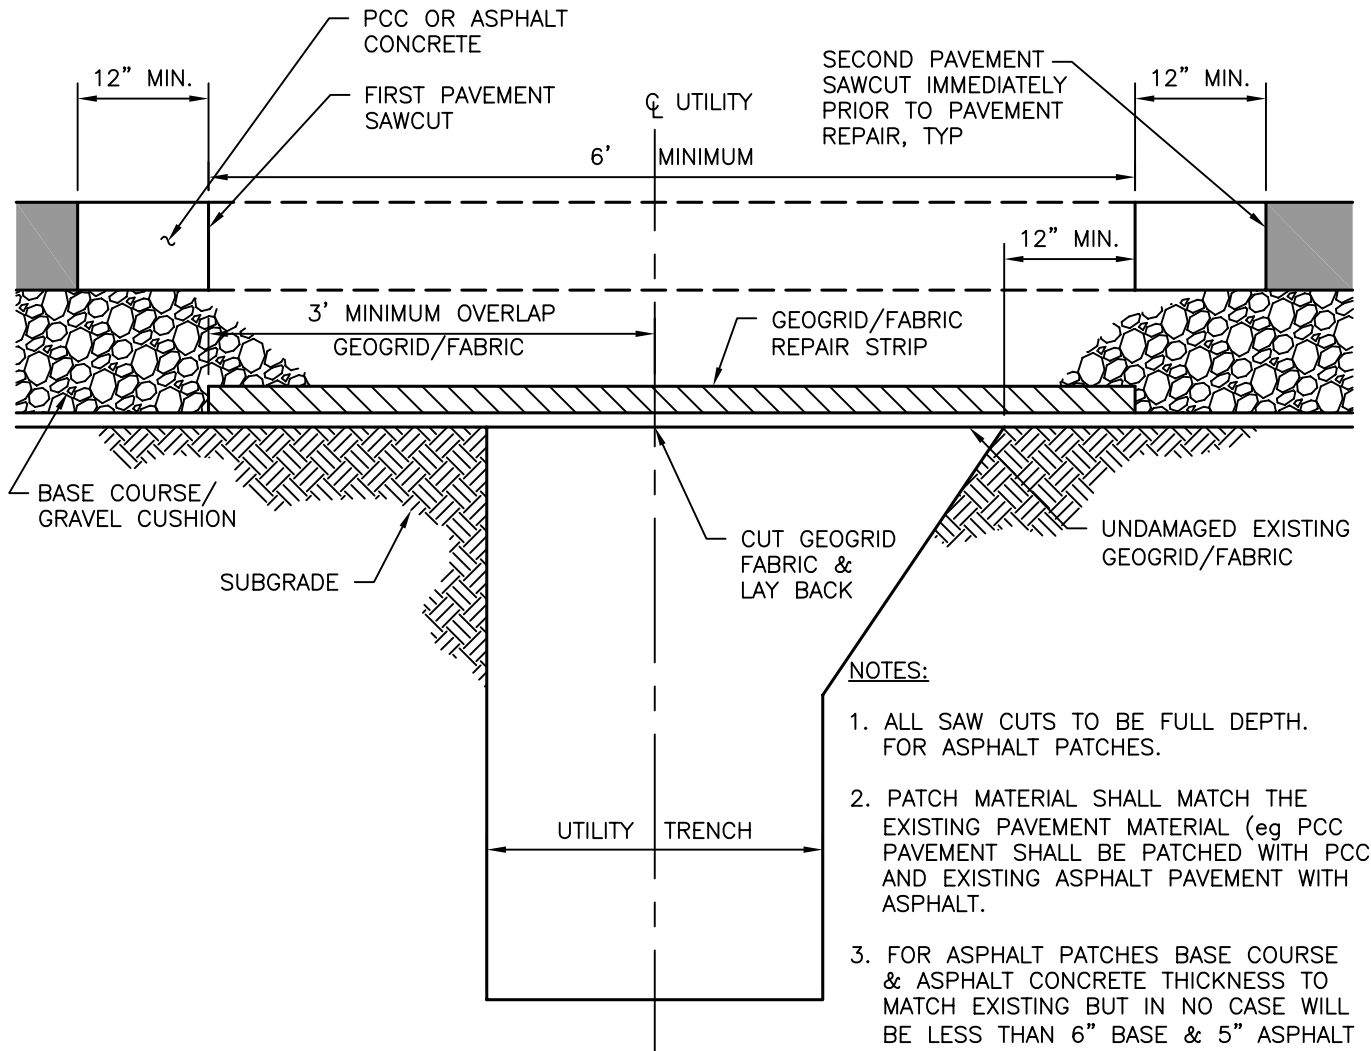 PCC OR ASPHALT
CONCRETE
12” MIN.
FIRST PAVEMENT
SAWCUT
℄ UTILITY
SECOND PAVEMENT
SAWCUT IMMEDIATELY
PRIOR TO PAVEMENT
REPAIR, TYP
12” MIN.
6’ MINIMUM
12” MIN.
3’ MINIMUM OVERLAP
GEOGRID/FABRIC
GEOGRID/FABRIC
REPAIR STRIP
BASE COURSE/
GRAVEL CUSHION
SUBGRADE
CUT GEOGRID
FABRIC &
LAY BACK
UNDAMAGED EXISTING
GEOGRID/FABRIC
UTILITY TRENCH
NOTES:
1. ALL SAW CUTS TO BE FULL DEPTH.
FOR ASPHALT PATCHES.
2. PATCH MATERIAL SHALL MATCH THE
EXISTING PAVEMENT MATERIAL (eg PCC
PAVEMENT SHALL BE PATCHED WITH PCC
AND EXISTING ASPHALT PAVEMENT WITH
ASPHALT.
3. FOR ASPHALT PATCHES BASE COURSE
& ASPHALT CONCRETE THICKNESS TO
MATCH EXISTING BUT IN NO CASE WILL
BE LESS THAN 6” BASE & 5” ASPHALT